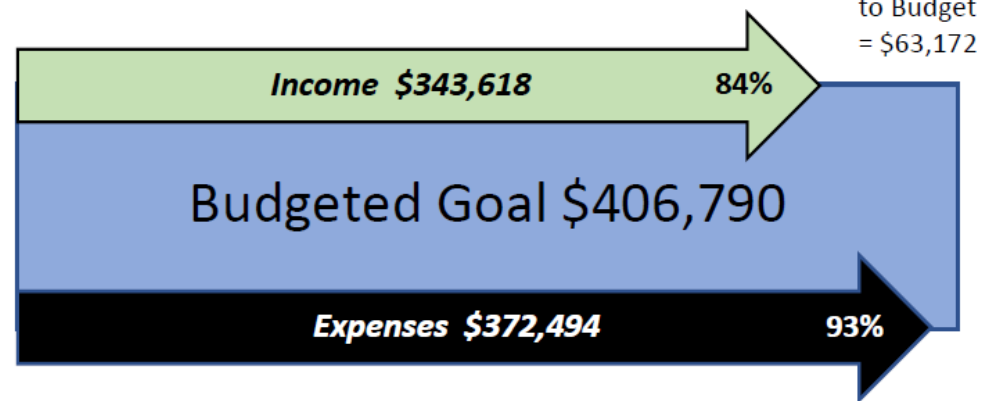 to Budget
= $63,172
Income $343,618 84%
Budgeted Goal $406,790
Expenses $372,494 93%